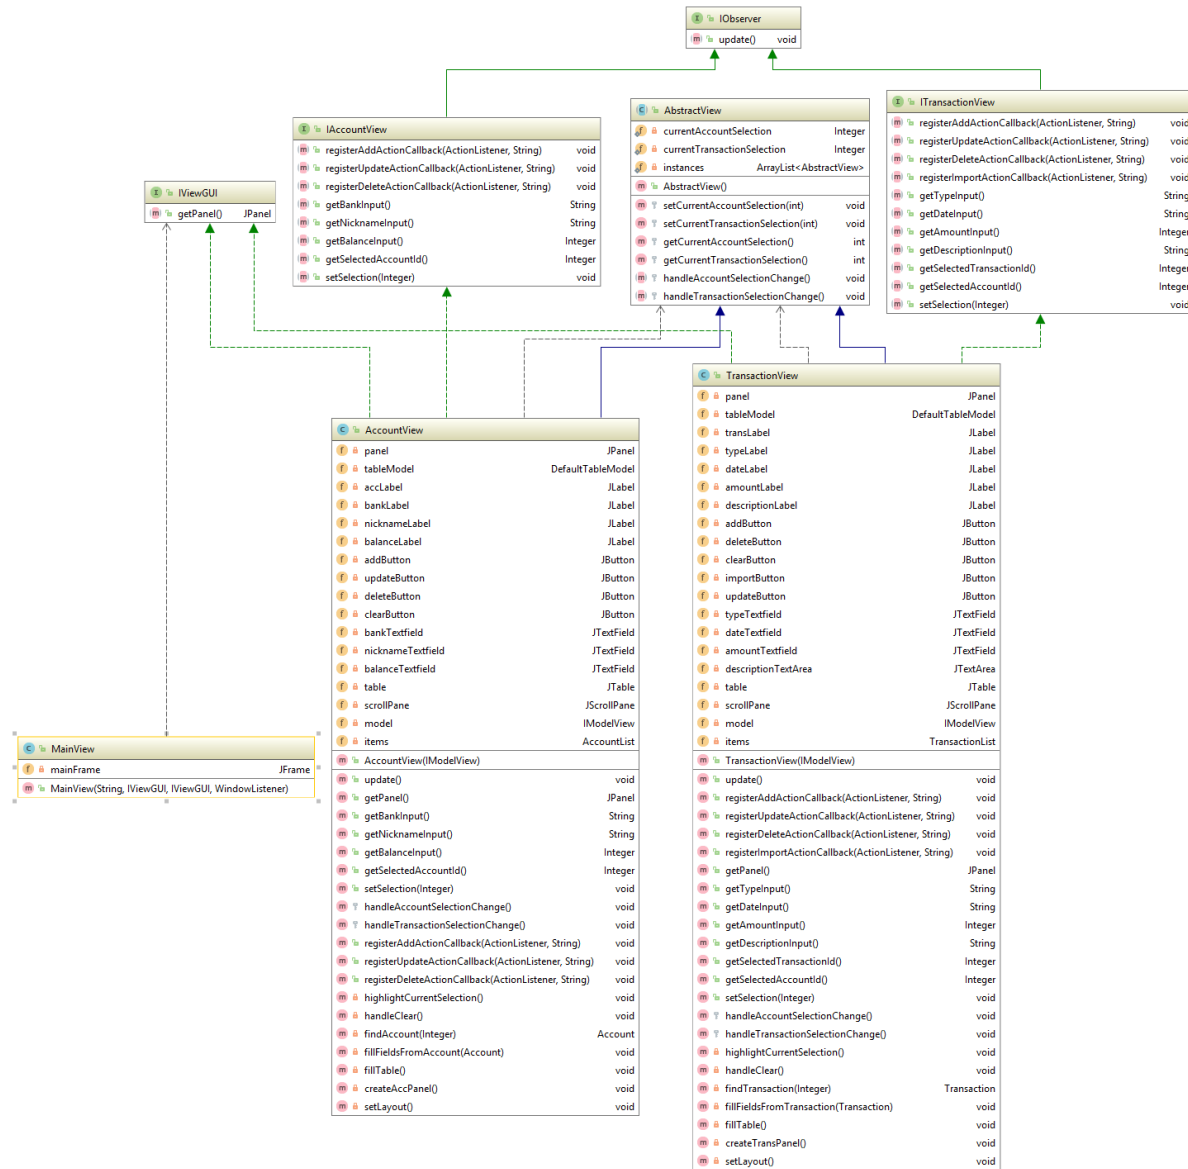 IObserver
update() void
IAccountView
registerAddActionCallback(ActionListener, String) void
registerUpdateActionCallback(ActionListener, String) void
registerDeleteActionCallback(ActionListener, String) void
getBankInput() String
getNicknameInput() String
getBalanceInput() Integer
getSelectedAccountId() Integer
setSelection(Integer) void
AbstractView
currentAccountSelection Integer
currentTransactionSelection Integer
instances ArrayList<AbstractView>
AbstractView()
setCurrentAccountSelection(int) void
setCurrentTransactionSelection(int) void
getCurrentAccountSelection() int
getCurrentTransactionSelection() int
handleAccountSelectionChange() void
handleTransactionSelectionChange() void
ITransactionView
registerAddActionCallback(ActionListener, String) void
registerUpdateActionCallback(ActionListener, String) void
registerDeleteActionCallback(ActionListener, String) void
registerImportActionCallback(ActionListener, String) void
getTypeInput() String
getDateInput() String
getAmountInput() Integer
getDescriptionInput() String
getSelectedTransactionId() Integer
getSelectedAccountId() Integer
setSelection(Integer) void
IViewGUI
getPanel() JPanel
AccountView
panel JPanel
tableModel DefaultTableModel
accLabel JLabel
bankLabel JLabel
nicknameLabel JLabel
balanceLabel JLabel
addButton JButton
updateButton JButton
deleteButton JButton
clearButton JButton
bankTextfield JTextField
nicknameTextfield JTextField
balanceTextfield JTextField
table JTable
scrollPane JScrollPane
model IModelView
items AccountList
AccountView(IModelView)
update() void
getPanel() JPanel
getBankInput() String
getNicknameInput() String
getBalanceInput() Integer
getSelectedAccountId() Integer
setSelection(Integer) void
handleAccountSelectionChange() void
handleTransactionSelectionChange() void
registerAddActionCallback(ActionListener, String) void
registerUpdateActionCallback(ActionListener, String) void
registerDeleteActionCallback(ActionListener, String) void
highlightCurrentSelection() void
handleClear() void
findAccount(Integer) Account
fillFieldsFromAccount(Account) void
fillTable() void
createAccPanel() void
setLayout() void
TransactionView
panel JPanel
tableModel DefaultTableModel
transLabel JLabel
typeLabel JLabel
dateLabel JLabel
amountLabel JLabel
descriptionLabel JLabel
addButton JButton
deleteButton JButton
clearButton JButton
importButton JButton
updateButton JButton
typeTextfield JTextField
dateTextfield JTextField
amountTextfield JTextField
descriptionTextArea JTextArea
table JTable
scrollPane JScrollPane
model IModelView
items TransactionList
TransactionView(IModelView)
update() void
registerAddActionCallback(ActionListener, String) void
registerUpdateActionCallback(ActionListener, String) void
registerDeleteActionCallback(ActionListener, String) void
registerImportActionCallback(ActionListener, String) void
getPanel() JPanel
getTypeInput() String
getDateInput() String
getAmountInput() Integer
getDescriptionInput() String
getSelectedTransactionId() Integer
getSelectedAccountId() Integer
setSelection(Integer) void
handleAccountSelectionChange() void
handleTransactionSelectionChange() void
highlightCurrentSelection() void
handleClear() void
findTransaction(Integer) Transaction
fillFieldsFromTransaction(Transaction) void
fillTable() void
createTransPanel() void
setLayout() void
MainView
mainFrame JFrame
MainView(String, IViewGUI, IViewGUI, WindowListener)